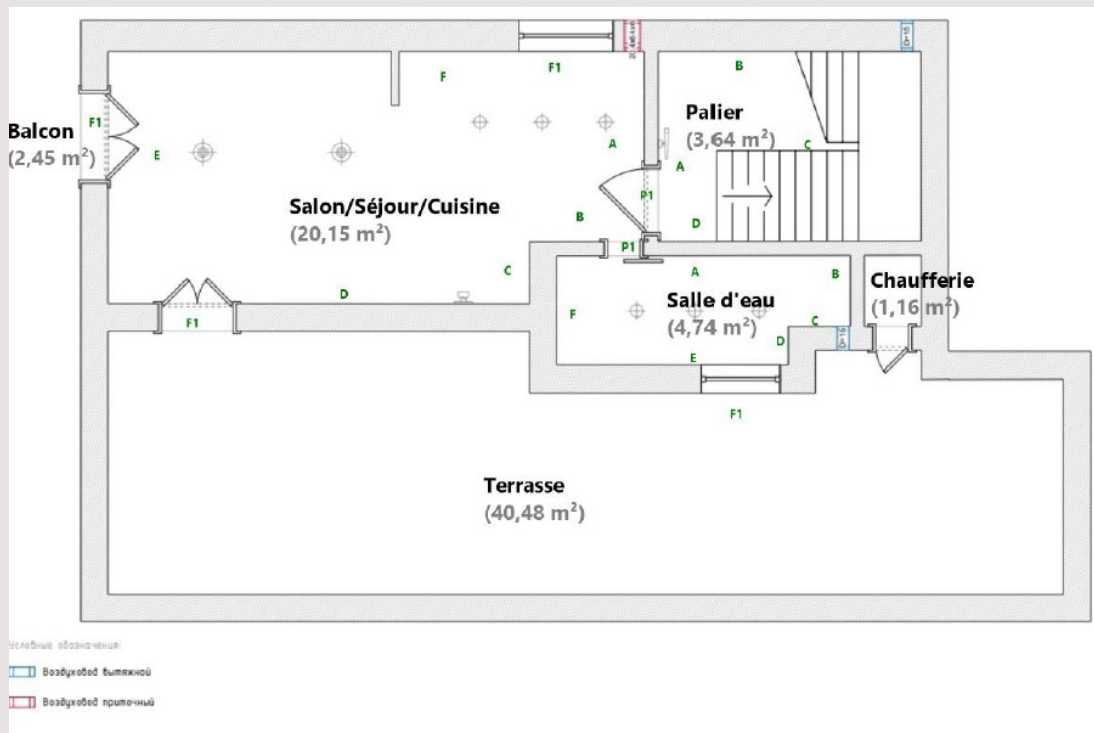 D=15
F
F1
B
Palier
(3,64 m²)
F1
Balcon
(2,45 m²)
E
A
A
C
P1
Salon/Séjour/Cuisine
(20,15 m²)
B
D
P1
C
D
F1
A
B
Salle d'eau
(4,74 m²)
F
C
D
E
D=15
Chaufferie
(1,16 m²)
F1
Terrasse
(40,48 m²)
Условные обозначения:
Воздуховод вытяжной
Воздуховод приточный